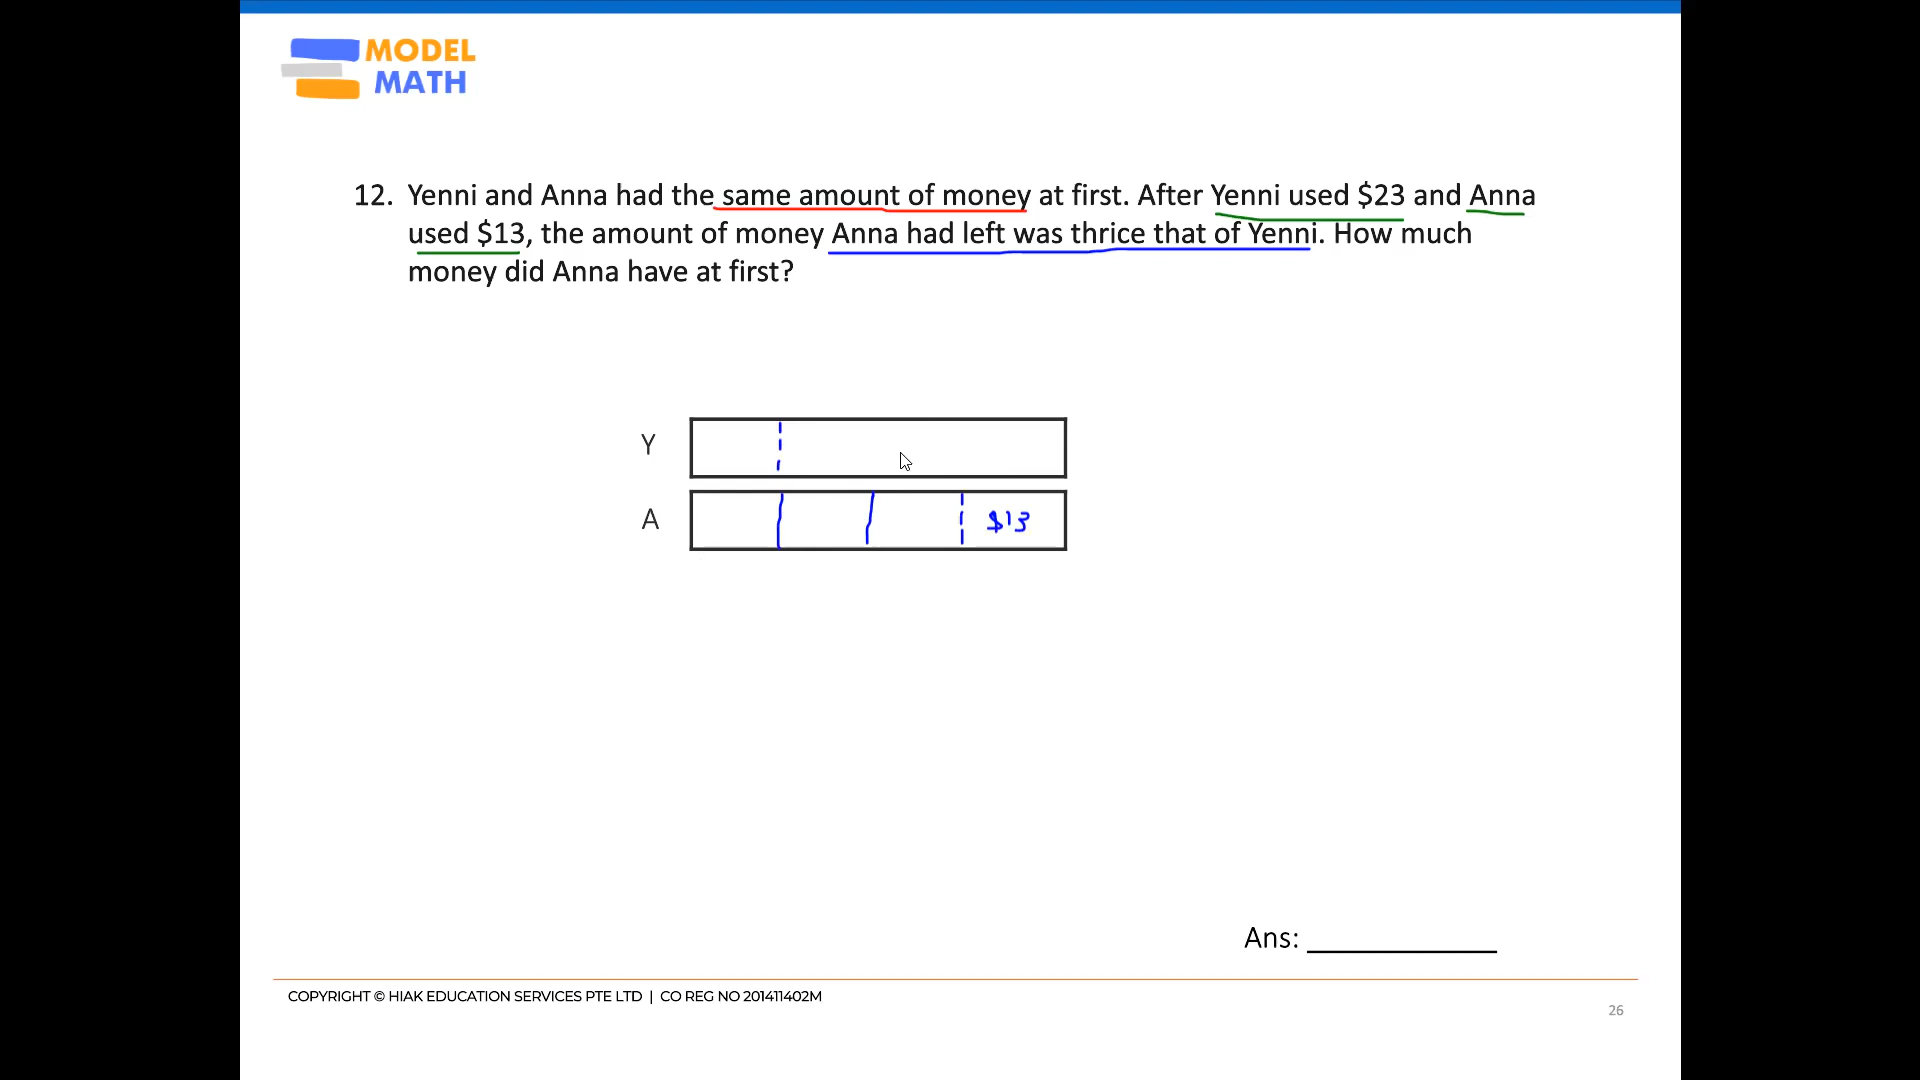 MODEL
MATH
12. Yenni and Anna had the same amount of money at first. After Yenni used $23 and Anna
used $13, the amount of money Anna had left was thrice that of Yenni. How much
money did Anna have at first?
Y
A
$13
Ans: ____________
COPYRIGHT © HIAK EDUCATION SERVICES PTE LTD | CO REG NO 201411402M
26